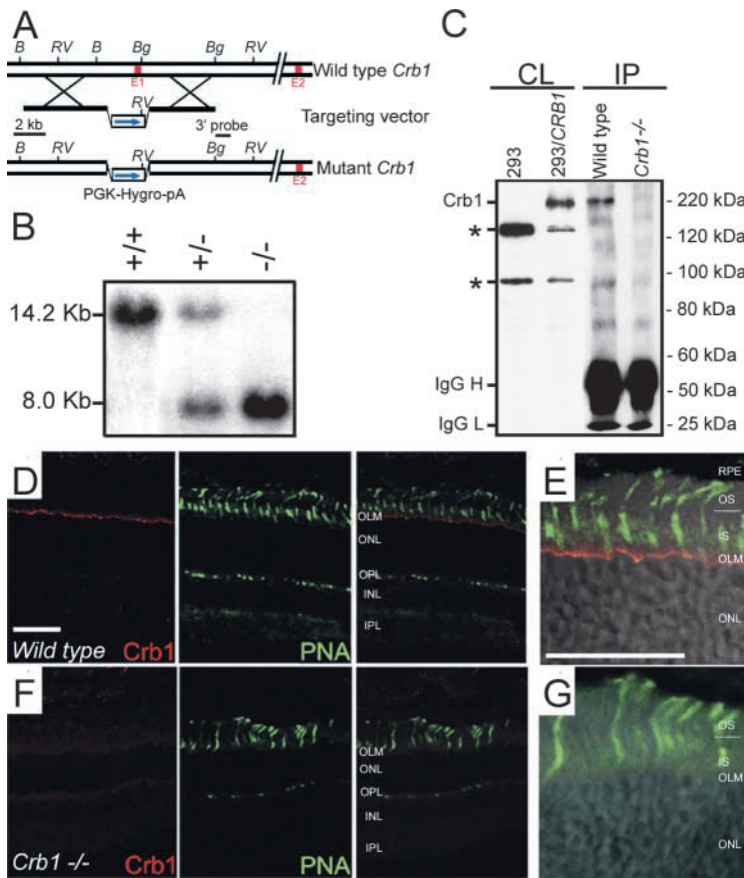 A
B RV B Bg Bg RV
Wild type Crb1
E1 E2
RV
Targeting vector
2 kb
3' probe
B RV RV Bg RV
Mutant Crb1
E2
PGK-Hygro-pA
B
+/+ +/- -/-
14.2 Kb
8.0 Kb
C
CL IP
293 293/CRB1 Wild type Crb1-/-
Crb1 - 220 kDa
* - 120 kDa
* - 100 kDa
- 80 kDa
- 60 kDa
IgG H - 50 kDa
IgG L - 25 kDa
D
OLM
ONL
OPL
INL
IPL
Wild type Crb1 PNA
E
RPE
OS
IS
OLM
ONL
F
OLM
ONL
OPL
INL
IPL
Crb1 -/- Crb1 PNA
G
OS
IS
OLM
ONL